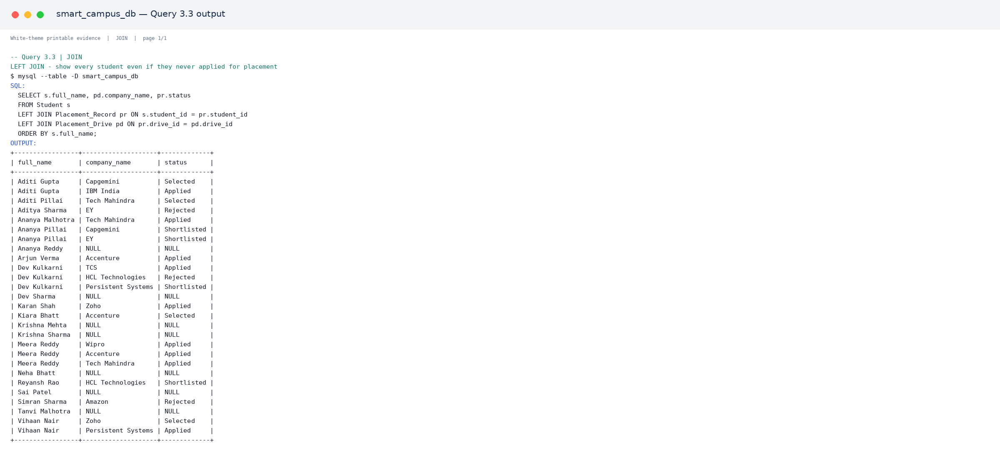 smart_campus_db — Query 3.3 output
White-theme printable evidence  |  JOIN  |  page 1/1
-- Query 3.3 | JOIN
LEFT JOIN - show every student even if they never applied for placement
$ mysql --table -D smart_campus_db
SQL:
  SELECT s.full_name, pd.company_name, pr.status
  FROM Student s
  LEFT JOIN Placement_Record pr ON s.student_id = pr.student_id
  LEFT JOIN Placement_Drive pd ON pr.drive_id = pd.drive_id
  ORDER BY s.full_name;
OUTPUT:
+-----------------+--------------------+-------------+
| full_name       | company_name       | status      |
+-----------------+--------------------+-------------+
| Aditi Gupta     | Capgemini          | Selected    |
| Aditi Gupta     | IBM India          | Applied     |
| Aditi Pillai    | Tech Mahindra      | Selected    |
| Aditya Sharma   | EY                 | Rejected    |
| Ananya Malhotra | Tech Mahindra      | Applied     |
| Ananya Pillai   | Capgemini          | Shortlisted |
| Ananya Pillai   | EY                 | Shortlisted |
| Ananya Reddy    | NULL               | NULL        |
| Arjun Verma     | Accenture          | Applied     |
| Dev Kulkarni    | TCS                | Applied     |
| Dev Kulkarni    | HCL Technologies   | Rejected    |
| Dev Kulkarni    | Persistent Systems | Shortlisted |
| Dev Sharma      | NULL               | NULL        |
| Karan Shah      | Zoho               | Applied     |
| Kiara Bhatt     | Accenture          | Selected    |
| Krishna Mehta   | NULL               | NULL        |
| Krishna Sharma  | NULL               | NULL        |
| Meera Reddy     | Wipro              | Applied     |
| Meera Reddy     | Accenture          | Applied     |
| Meera Reddy     | Tech Mahindra      | Applied     |
| Neha Bhatt      | NULL               | NULL        |
| Reyansh Rao     | HCL Technologies   | Shortlisted |
| Sai Patel       | NULL               | NULL        |
| Simran Sharma   | Amazon             | Rejected    |
| Tanvi Malhotra  | NULL               | NULL        |
| Vihaan Nair     | Zoho               | Selected    |
| Vihaan Nair     | Persistent Systems | Applied     |
+-----------------+--------------------+-------------+